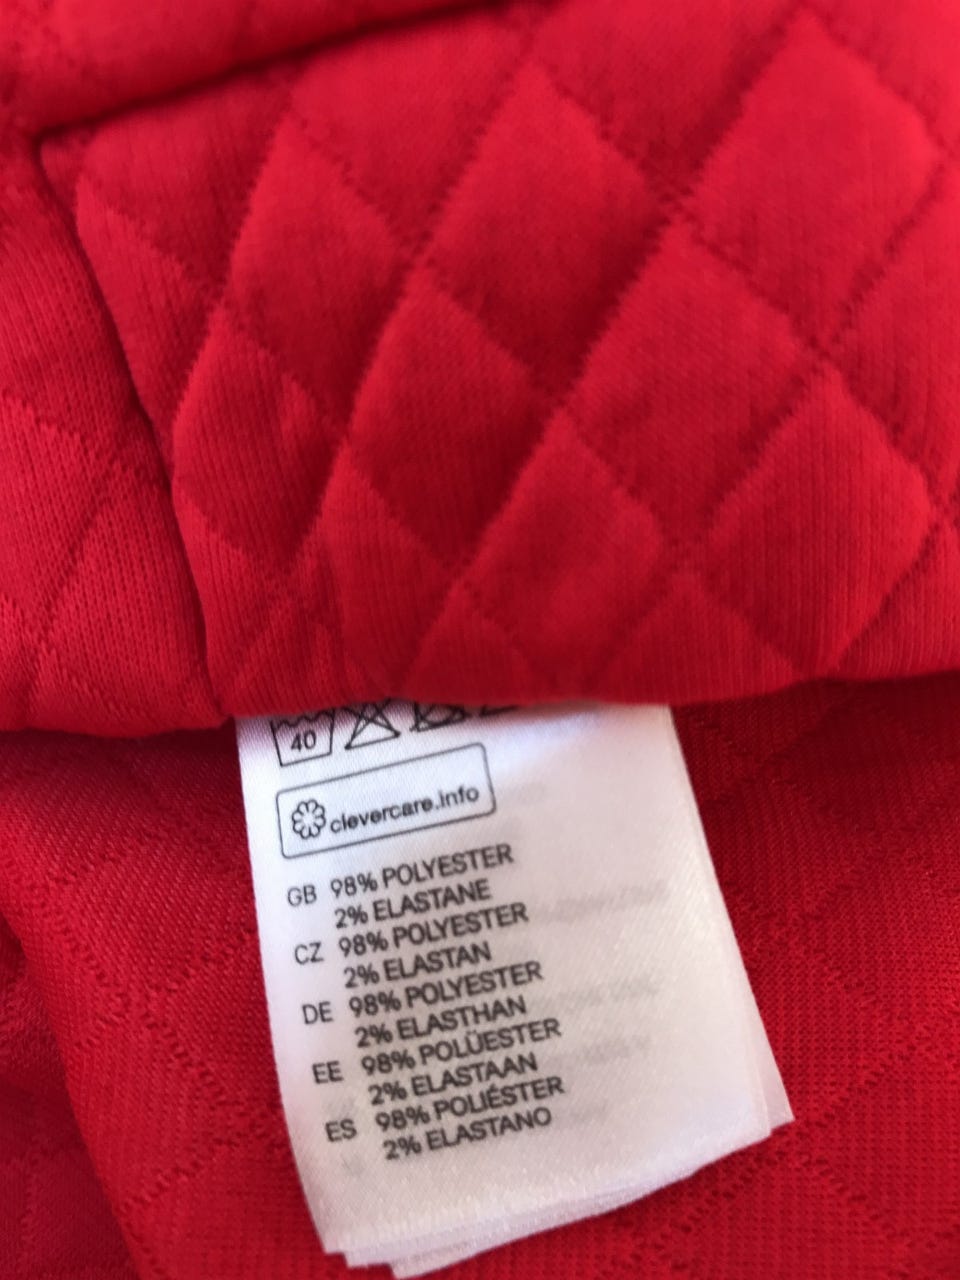 40
clevercare.info
GB 98% POLYESTER
2% ELASTANE
CZ 98% POLYESTER
2% ELASTAN
DE 98% POLYESTER
2% ELASTHAN
EE 98% POLÜESTER
2% ELASTAAN
ES 98% POLIÉSTER
2% ELASTANO